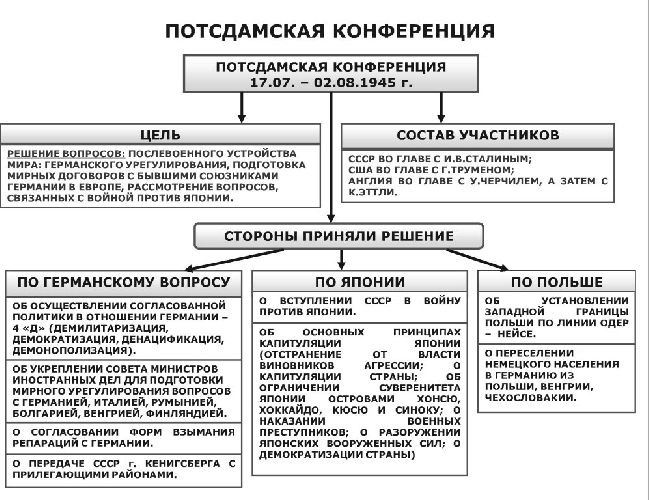 ПОТСДАМСКАЯ КОНФЕРЕНЦИЯ
ПОТСДАМСКАЯ КОНФЕРЕНЦИЯ
17.07. – 02.08.1945 г.
ЦЕЛЬ
РЕШЕНИЕ ВОПРОСОВ: ПОСЛЕВОЕННОГО УСТРОЙСТВА
МИРА: ГЕРМАНСКОГО УРЕГУЛИРОВАНИЯ, ПОДГОТОВКА
МИРНЫХ ДОГОВОРОВ С БЫВШИМИ СОЮЗНИКАМИ
ГЕРМАНИИ В ЕВРОПЕ, РАССМОТРЕНИЕ ВОПРОСОВ,
СВЯЗАННЫХ С ВОЙНОЙ ПРОТИВ ЯПОНИИ.
СОСТАВ УЧАСТНИКОВ
СССР ВО ГЛАВЕ С И.В.СТАЛИНЫМ;
США ВО ГЛАВЕ С Г.ТРУМЕНОМ;
АНГЛИЯ ВО ГЛАВЕ С У.ЧЕРЧИЛЕМ, А ЗАТЕМ С
К.ЭТТЛИ.
СТОРОНЫ ПРИНЯЛИ РЕШЕНИЕ
ПО ГЕРМАНСКОМУ ВОПРОСУ
ОБ ОСУЩЕСТВЛЕНИИ СОГЛАСОВАННОЙ
ПОЛИТИКИ В ОТНОШЕНИИ ГЕРМАНИИ –
4 «Д» (ДЕМИЛИТАРИЗАЦИЯ,
ДЕМОКРАТИЗАЦИЯ, ДЕНАЦИФИКАЦИЯ,
ДЕМОНОПОЛИЗАЦИЯ).
ОБ УКРЕПЛЕНИИ СОВЕТА МИНИСТРОВ
ИНОСТРАННЫХ ДЕЛ ДЛЯ ПОДГОТОВКИ
МИРНОГО УРЕГУЛИРОВАНИЯ ВОПРОСОВ
С ГЕРМАНИЕЙ, ИТАЛИЕЙ, РУМЫНИЕЙ,
БОЛГАРИЕЙ, ВЕНГРИЕЙ, ФИНЛЯНДИЕЙ.
О СОГЛАСОВАНИИ ФОРМ ВЗЫМАНИЯ
РЕПАРАЦИЙ С ГЕРМАНИЕЙ.
О ПЕРЕДАЧЕ СССР г. КЕНИГСБЕРГА С
ПРИЛЕГАЮЩИМИ РАЙОНАМИ.
ПО ЯПОНИИ
О ВСТУПЛЕНИИ СССР В ВОЙНУ
ПРОТИВ ЯПОНИИ.
ОБ ОСНОВНЫХ ПРИНЦИПАХ
КАПИТУЛЯЦИИ ЯПОНИИ
(ОТСТРАНЕНИЕ ОТ ВЛАСТИ
ВИНОВНИКОВ АГРЕССИИ; О
КАПИТУЛЯЦИИ СТРАНЫ; ОБ
ОГРАНИЧЕНИИ СУВЕРЕНИТЕТА
ЯПОНИИ ОСТРОВАМИ ХОНСЮ,
ХОККАЙДО, КЮСЮ И СИНОКУ; О
НАКАЗАНИИ ВОЕННЫХ
ПРЕСТУПНИКОВ; О РАЗОРУЖЕНИИ
ЯПОНСКИХ ВООРУЖЕННЫХ СИЛ; О
ДЕМОКРАТИЗАЦИИ СТРАНЫ)
ПО ПОЛЬШЕ
ОБ УСТАНОВЛЕНИИ
ЗАПАДНОЙ ГРАНИЦЫ
ПОЛЬШИ ПО ЛИНИИ ОДЕР
– НЕЙСЕ.
О ПЕРЕСЕЛЕНИИ
НЕМЕЦКОГО НАСЕЛЕНИЯ
В ГЕРМАНИЮ ИЗ
ПОЛЬШИ, ВЕНГРИИ,
ЧЕХОСЛОВАКИИ.